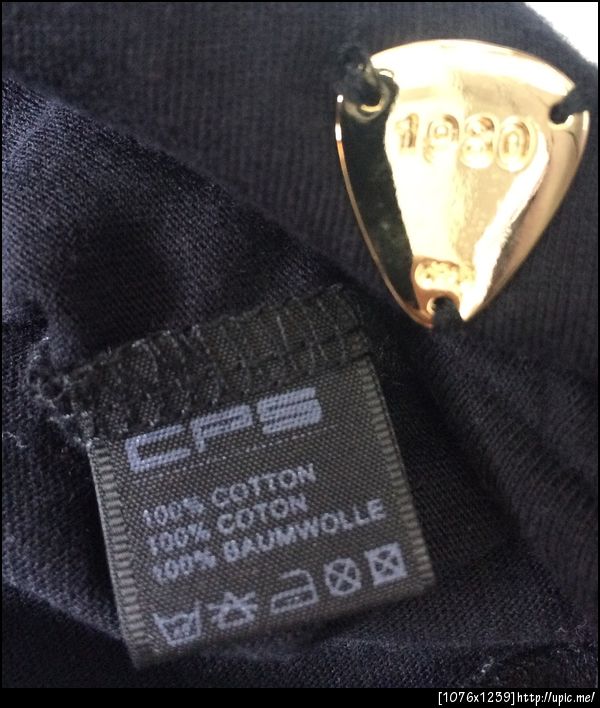 1980
CPS
100% COTTON
100% COTON
100% BAUMWOLLE
[1076x1259]http://upic.me/